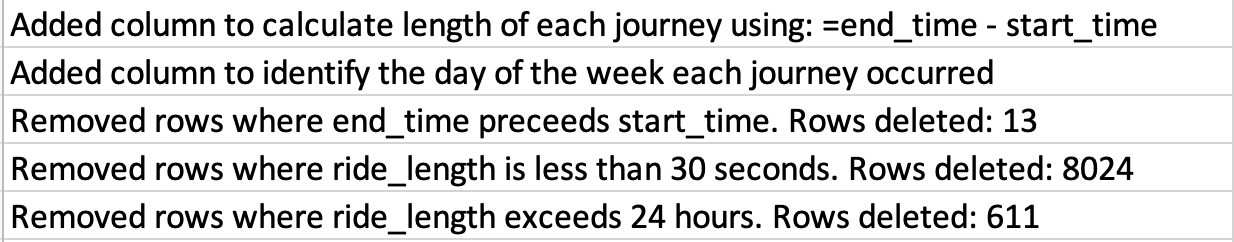 Added column to calculate length of each journey using: =end_time - start_time
Added column to identify the day of the week each journey occurred
Removed rows where end_time preceeds start_time. Rows deleted: 13
Removed rows where ride_length is less than 30 seconds. Rows deleted: 8024
Removed rows where ride_length exceeds 24 hours. Rows deleted: 611